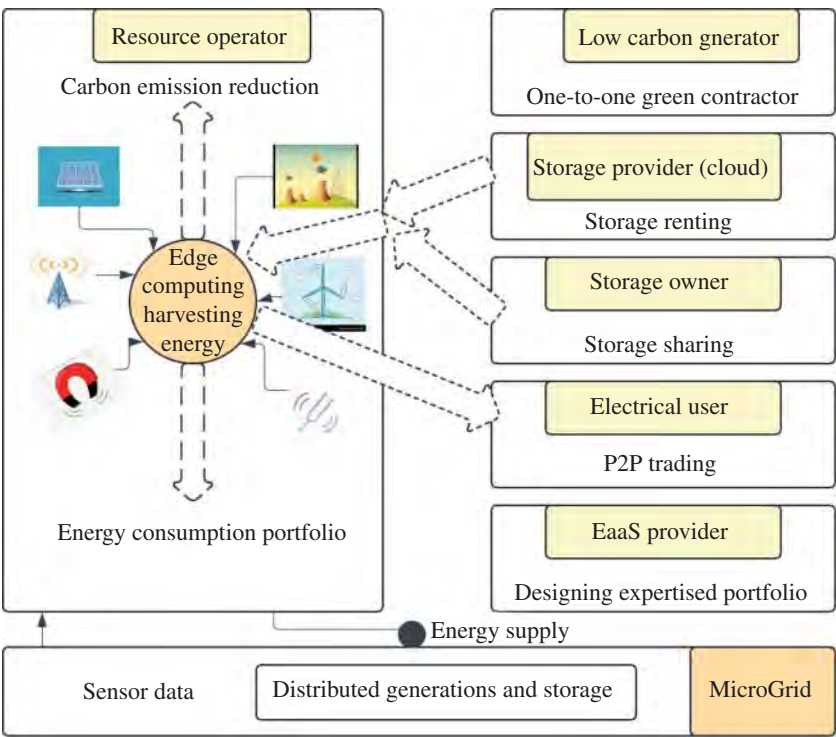 Resource operator
Carbon emission reduction
Edge
computing
harvesting
energy
Energy consumption portfolio
Low carbon gnerator
One-to-one green contractor
Storage provider (cloud)
Storage renting
Storage owner
Storage sharing
Electrical user
P2P trading
EaaS provider
Designing expertised portfolio
Energy supply
Sensor data
Distributed generations and storage
MicroGrid